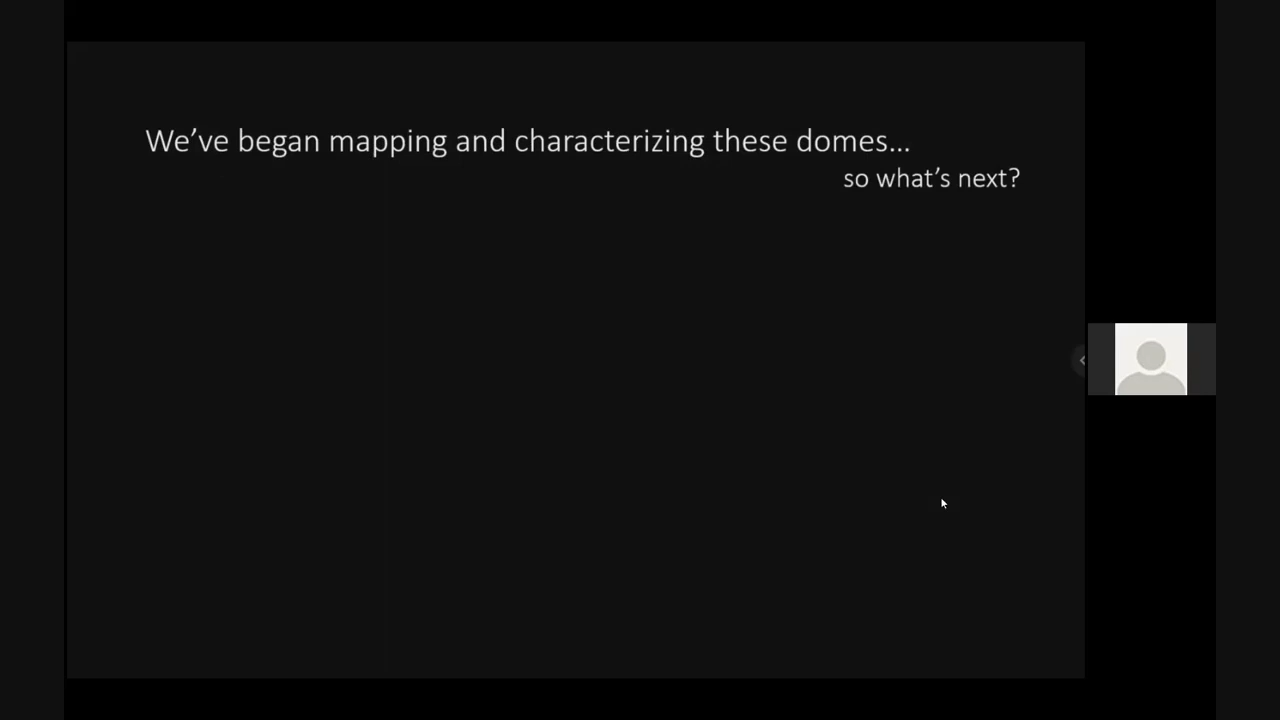 We’ve began mapping and characterizing these domes...
so what’s next?